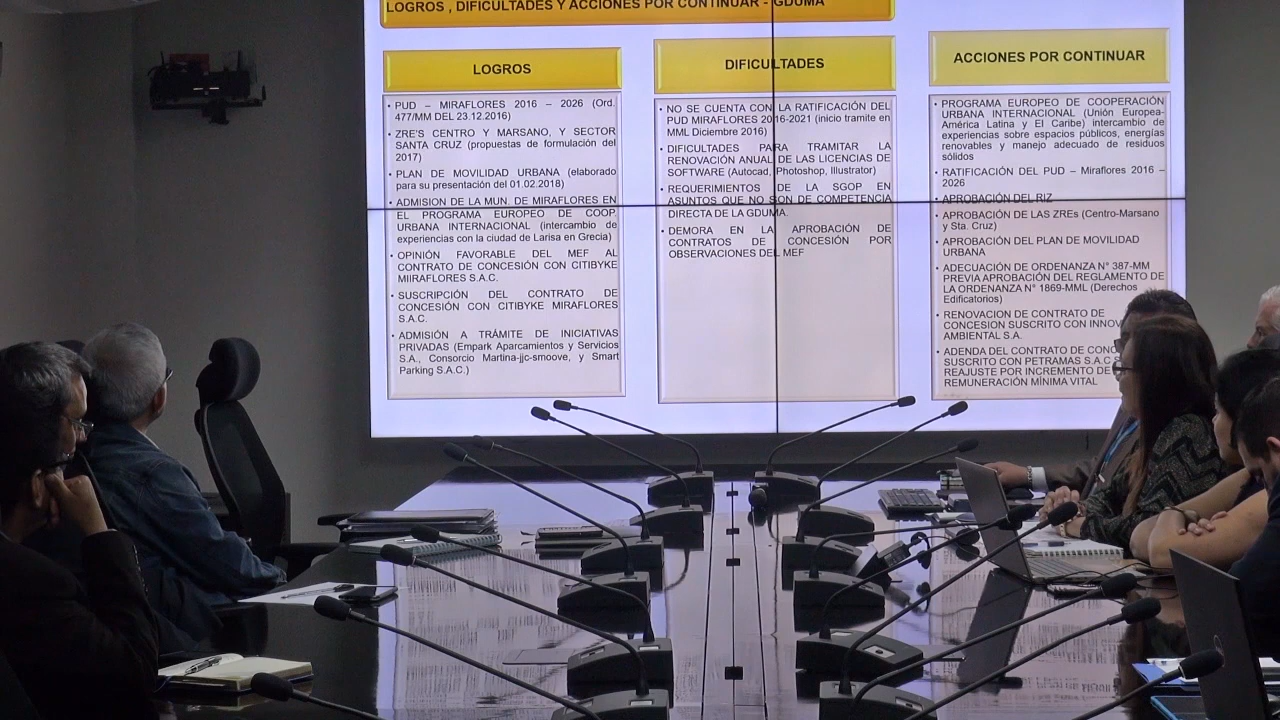 LOGROS , DIFICULTADES Y ACCIONES POR CONTINUAR - GDUMA
LOGROS
• PUD – MIRAFLORES 2016 – 2026 (Ord.
477/MM DEL 23.12.2016)
• ZRE'S CENTRO Y MARSANO, Y SECTOR
SANTA CRUZ (propuestas de formulación del
2017)
• PLAN DE MOVILIDAD URBANA (elaborado
para su presentación del 01.02.2018)
• ADMISION DE LA MUN. DE MIRAFLORES EN
EL PROGRAMA EUROPEO DE COOP.
URBANA INTERNACIONAL (intercambio de
experiencias con la ciudad de Larisa en Grecia)
• OPINIÓN FAVORABLE DEL MEF AL
CONTRATO DE CONCESIÓN CON CITIBYKE
MIIRAFLORES S.A.C.
• SUSCRIPCIÓN DEL CONTRATO DE
CONCESIÓN CON CITIBYKE MIRAFLORES
S.A.C.
• ADMISIÓN A TRÁMITE DE INICIATIVAS
PRIVADAS (Empark Aparcamientos y Servicios
S.A., Consorcio Martina-jjc-smoove, y Smart
Parking S.A.C.)
DIFICULTADES
• NO SE CUENTA CON LA RATIFICACIÓN DEL
PUD MIRAFLORES 2016-2021 (inicio tramite en
MML Diciembre 2016)
• DIFICULTADES PARA TRAMITAR LA
RENOVACIÓN ANUAL DE LAS LICENCIAS DE
SOFTWARE (Autocad, Photoshop, Illustrator)
• REQUERIMIENTOS DE LA SGOP EN
ASUNTOS QUE NO SON DE COMPETENCIA
DIRECTA DE LA GDUMA.
• DEMORA EN LA APROBACIÓN DE
CONTRATOS DE CONCESIÓN POR
OBSERVACIONES DEL MEF
ACCIONES POR CONTINUAR
• PROGRAMA EUROPEO DE COOPERACIÓN
URBANA INTERNACIONAL (Unión Europea-
América Latina y El Caribe) intercambio de
experiencias sobre espacios públicos, energías
renovables y manejo adecuado de residuos
sólidos
• RATIFICACIÓN DEL PUD – Miraflores 2016 –
2026
• APROBACIÓN DEL RIZ
• APROBACIÓN DE LAS ZREs (Centro-Marsano
y Sta. Cruz)
• APROBACIÓN DEL PLAN DE MOVILIDAD
URBANA
• ADECUACIÓN DE ORDENANZA N° 387-MM
PREVIA APROBACIÓN DEL REGLAMENTO DE
LA ORDENANZA N° 1869-MML (Derechos
Edificatorios)
• RENOVACION DE CONTRATO DE
CONCESION SUSCRITO CON INNOV
AMBIENTAL S.A.
• ADENDA DEL CONTRATO DE CONC
SUSCRITO CON PETRAMAS S.A.C S
REAJUSTE POR INCREMENTO DE
REMUNERACIÓN MÍNIMA VITAL